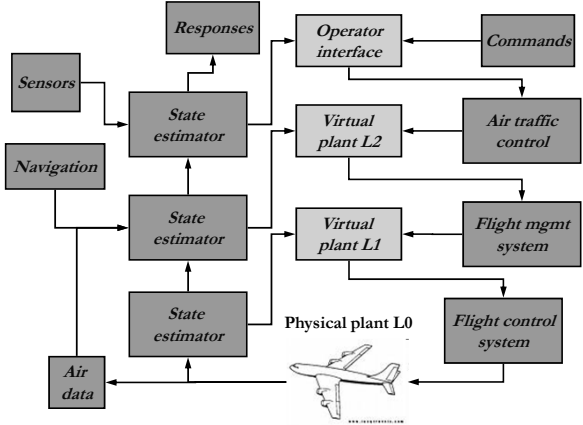 Responses
Operator
interface
Commands
Sensors
State
estimator
Virtual
plant L2
Air traffic
control
Navigation
State
estimator
Virtual
plant L1
Flight mgmt
system
State
estimator
Physical plant L0
Flight control
system
Air
data